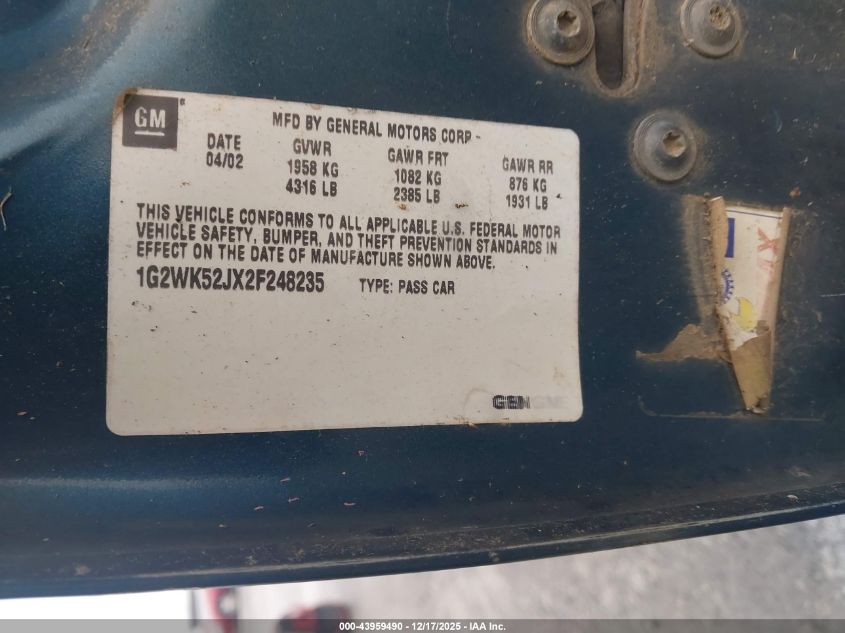 GM
MFD BY GENERAL MOTORS CORP
DATE GVWR GAWR FRT GAWR RR
04/02 1958 KG 1082 KG 876 KG
4316 LB 2385 LB 1931 LB
THIS VEHICLE CONFORMS TO ALL APPLICABLE U.S. FEDERAL MOTOR
VEHICLE SAFETY, BUMPER, AND THEFT PREVENTION STANDARDS IN
EFFECT ON THE DATE OF MANUFACTURE SHOWN ABOVE.
1G2WK52JX2F248235 TYPE: PASS CAR
000-43959490 - 12/17/2025 - IAA Inc.